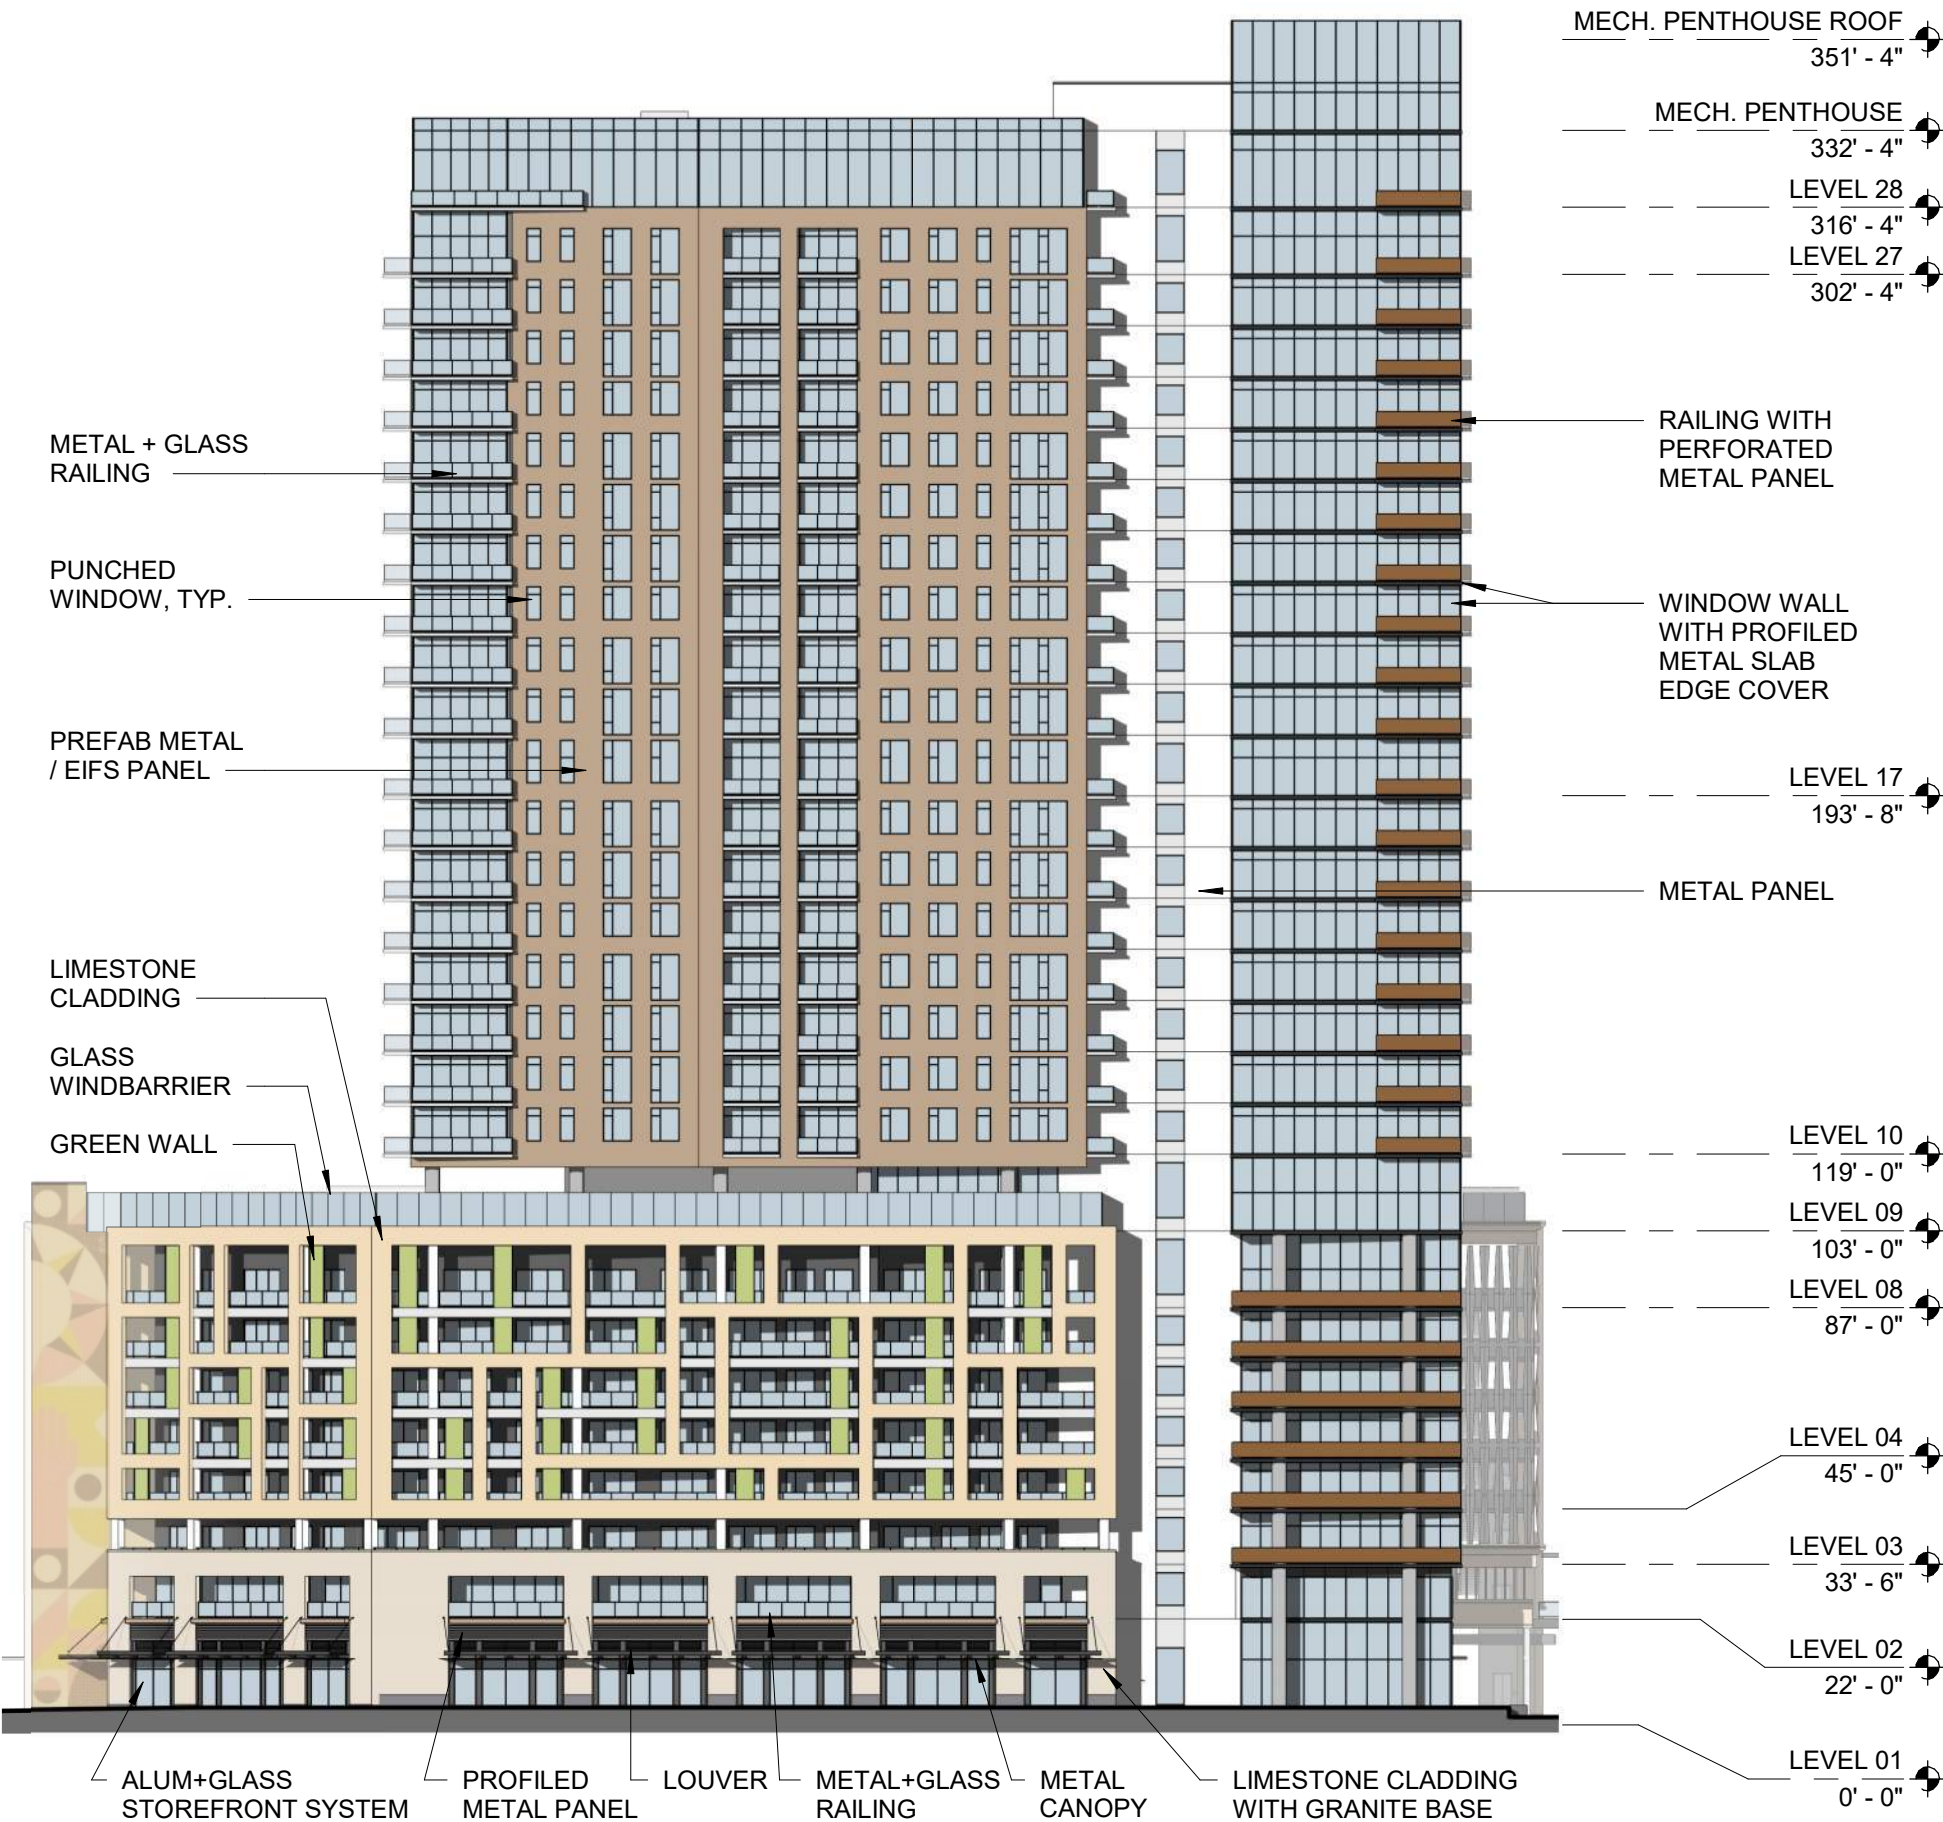 MECH. PENTHOUSE ROOF
351' - 4"
MECH. PENTHOUSE
332' - 4"
LEVEL 28
316' - 4"
LEVEL 27
302' - 4"
METAL + GLASS
RAILING
RAILING WITH
PERFORATED
METAL PANEL
PUNCHED
WINDOW, TYP.
WINDOW WALL
WITH PROFILED
METAL SLAB
EDGE COVER
PREFAB METAL
/ EIFS PANEL
LEVEL 17
193' - 8"
METAL PANEL
LIMESTONE
CLADDING
GLASS
WINDBARRIER
GREEN WALL
LEVEL 10
119' - 0"
LEVEL 09
103' - 0"
LEVEL 08
87' - 0"
LEVEL 04
45' - 0"
LEVEL 03
33' - 6"
LEVEL 02
22' - 0"
LEVEL 01
0' - 0"
ALUM+GLASS
STOREFRONT SYSTEM
PROFILED
METAL PANEL
LOUVER
METAL+GLASS
RAILING
METAL
CANOPY
LIMESTONE CLADDING
WITH GRANITE BASE